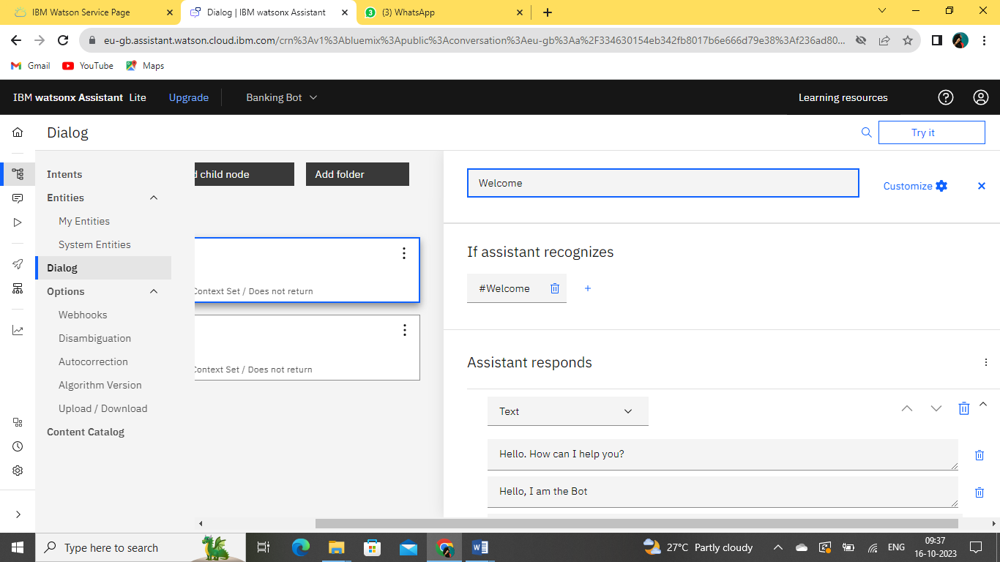 IBM Watson Service Page
Dialog | IBM watsonx Assistant
3
(3) WhatsApp
eu-gb.assistant.watson.cloud.ibm.com/crn%3Av1%3Abluemix%3Apublic%3Aconversation%3Aeu-gb%3Aa%2F334630154eb342fb8017b6e666d79e38%3Af236ad80...
Gmail
YouTube
Maps
IBM watsonx Assistant Lite
Upgrade
Banking Bot
Learning resources
Dialog
Try it
Intents
Entities
My Entities
System Entities
Dialog
Options
Webhooks
Disambiguation
Autocorrection
Algorithm Version
Upload / Download
Content Catalog
d child node
Add folder
Context Set / Does not return
Context Set / Does not return
Welcome
Customize
If assistant recognizes
#Welcome
Assistant responds
Text
Hello. How can I help you?
Hello, I am the Bot
Type here to search
27°C Partly cloudy
ENG
09:37
16-10-2023